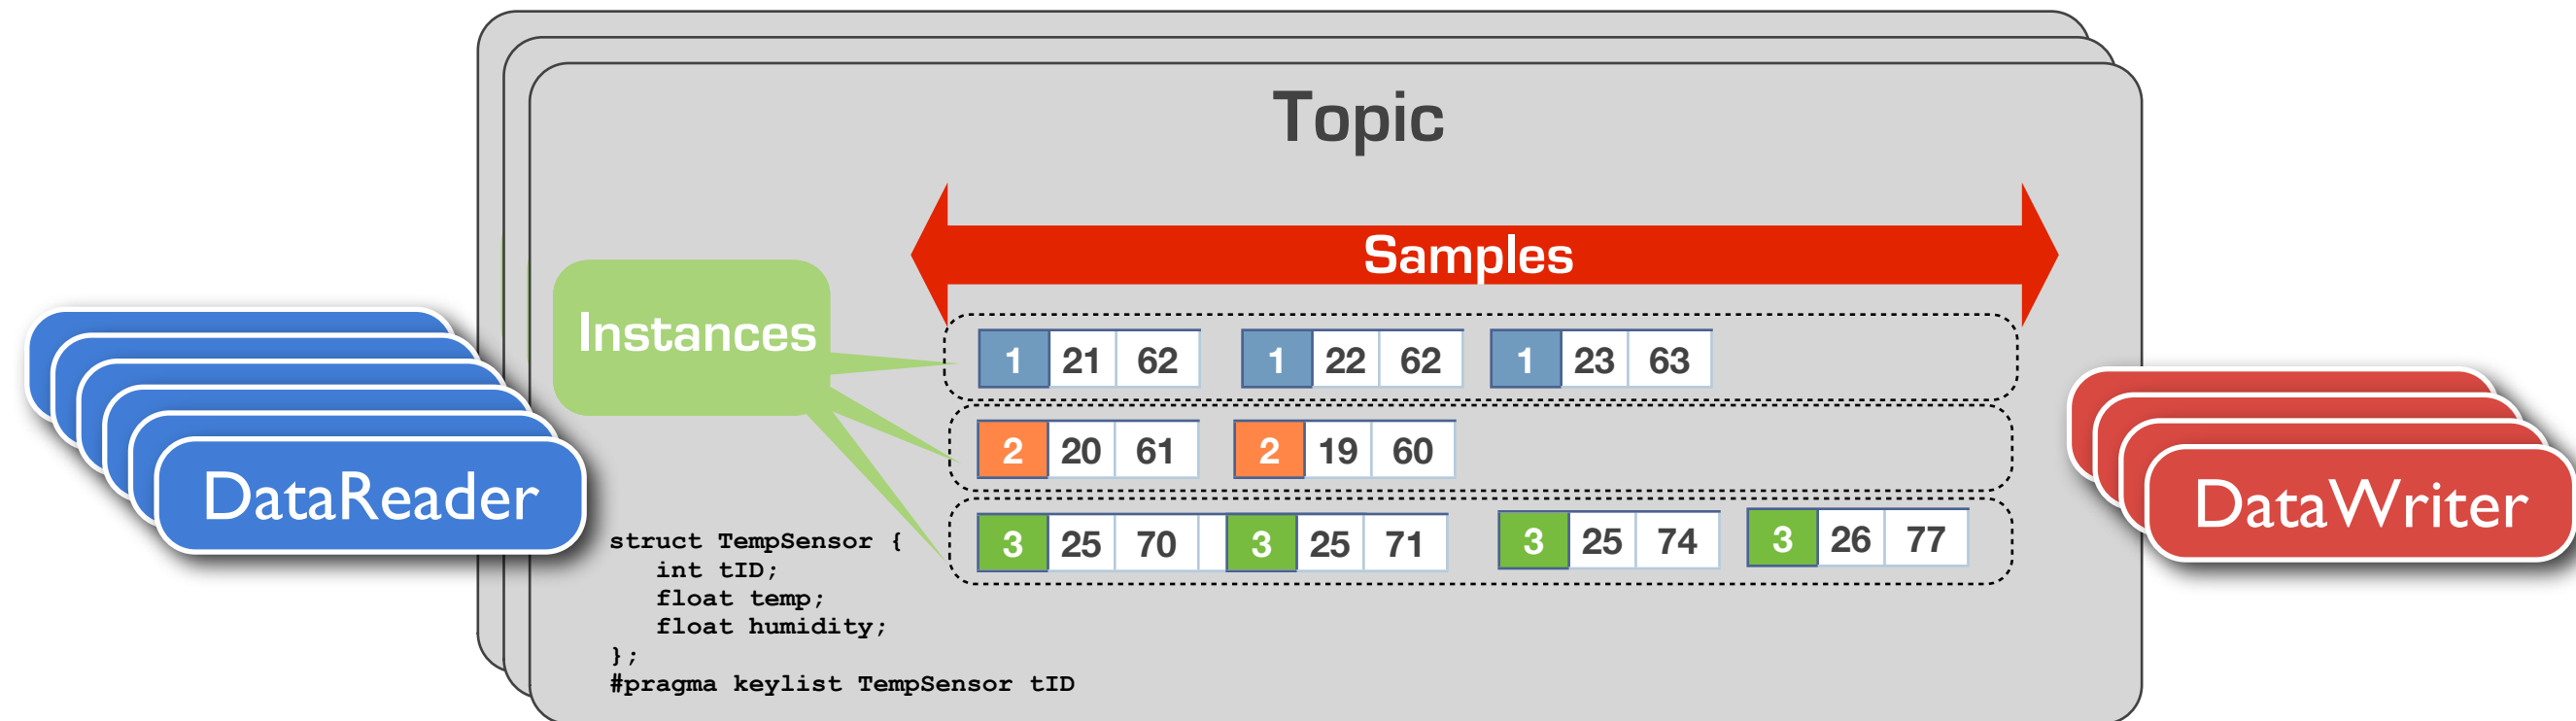 Topic
Samples
Instances
1 21 62 1 22 62 1 23 63
2 20 61 2 19 60
3 25 70 3 25 71 3 25 74 3 26 77
DataReader
DataWriter
struct TempSensor {
int tID;
float temp;
float humidity;
};
#pragma keylist TempSensor tID